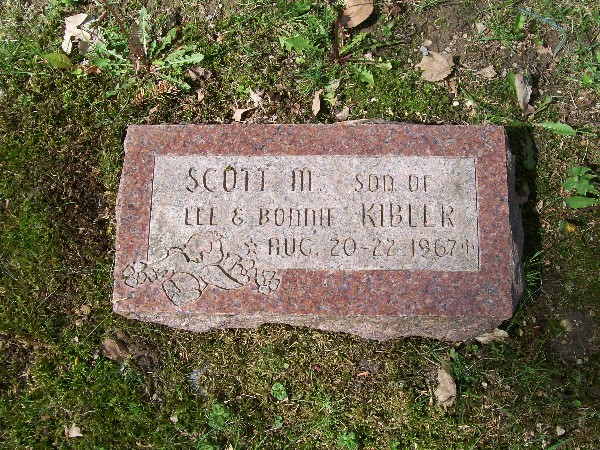 SCOTT M. SON OF
LEE & BONNIE KIBLER
AUG. 20-22 1967